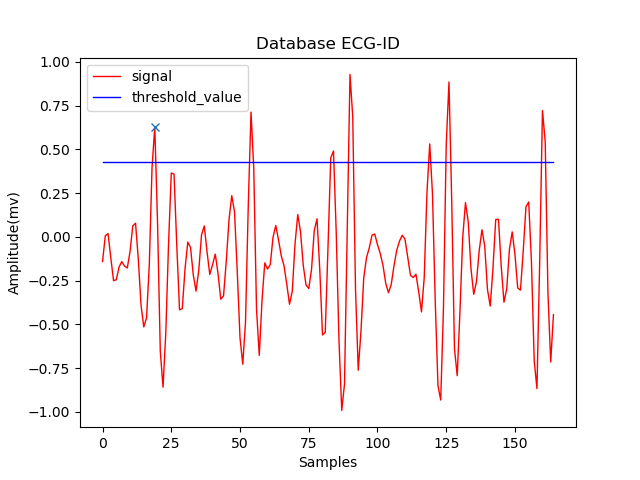 Database ECG-ID
signal
threshold_value
Amplitude(mv)
1.00
0.75
0.50
0.25
0.00
−0.25
−0.50
−0.75
−1.00
0 25 50 75 100 125 150
Samples